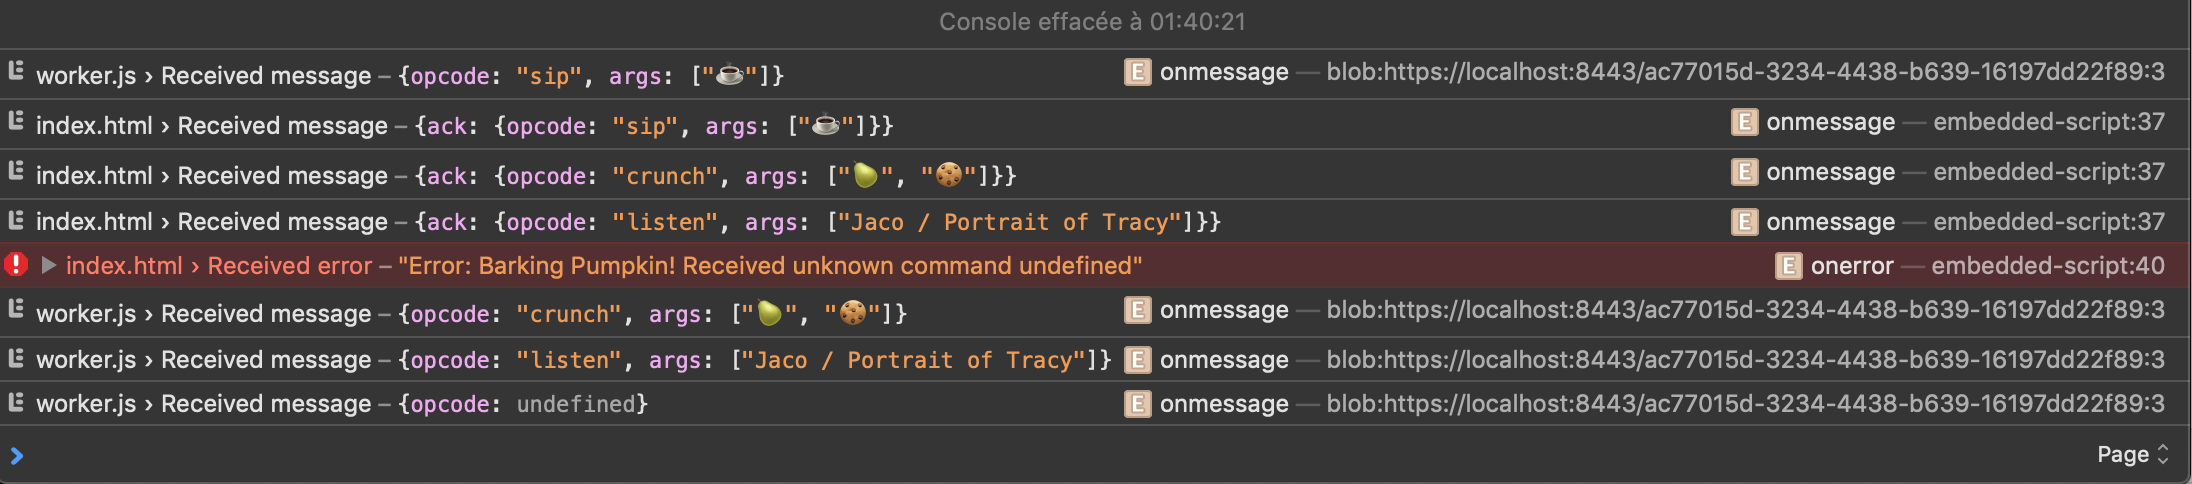 Console effacée à 01:40:21
worker.js › Received message – {opcode: "sip", args: ["☕️"]} E onmessage — blob:https://localhost:8443/ac77015d-3234-4438-b639-16197dd22f89:3
index.html › Received message – {ack: {opcode: "sip", args: ["☕️"]}} E onmessage — embedded-script:37
index.html › Received message – {ack: {opcode: "crunch", args: ["🍐", "🍪"]}} E onmessage — embedded-script:37
index.html › Received message – {ack: {opcode: "listen", args: ["Jaco / Portrait of Tracy"]}} E onmessage — embedded-script:37
index.html › Received error – "Error: Barking Pumpkin! Received unknown command undefined" E onerror — embedded-script:40
worker.js › Received message – {opcode: "crunch", args: ["🍐", "🍪"]} E onmessage — blob:https://localhost:8443/ac77015d-3234-4438-b639-16197dd22f89:3
worker.js › Received message – {opcode: "listen", args: ["Jaco / Portrait of Tracy"]} E onmessage — blob:https://localhost:8443/ac77015d-3234-4438-b639-16197dd22f89:3
worker.js › Received message – {opcode: undefined} E onmessage — blob:https://localhost:8443/ac77015d-3234-4438-b639-16197dd22f89:3
Page